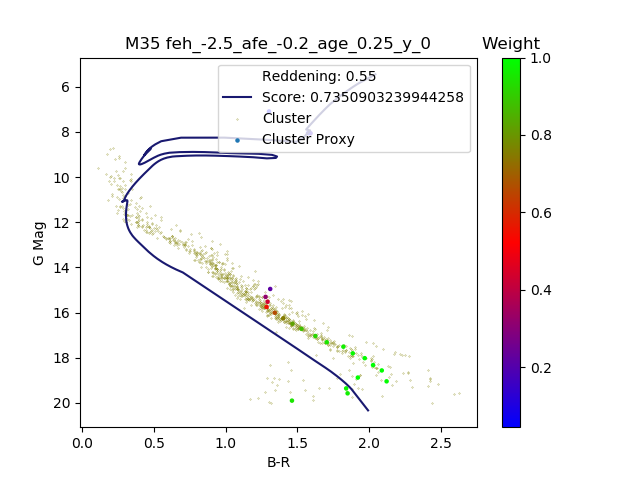 M35 feh_-2.5_afe_-0.2_age_0.25_y_0
Weight
Reddening: 0.55
Score: 0.7350903239944258
Cluster
Cluster Proxy
G Mag
6
8
10
12
14
16
18
20
0.0 0.5 1.0 1.5 2.0 2.5
B-R
1.0
0.8
0.6
0.4
0.2